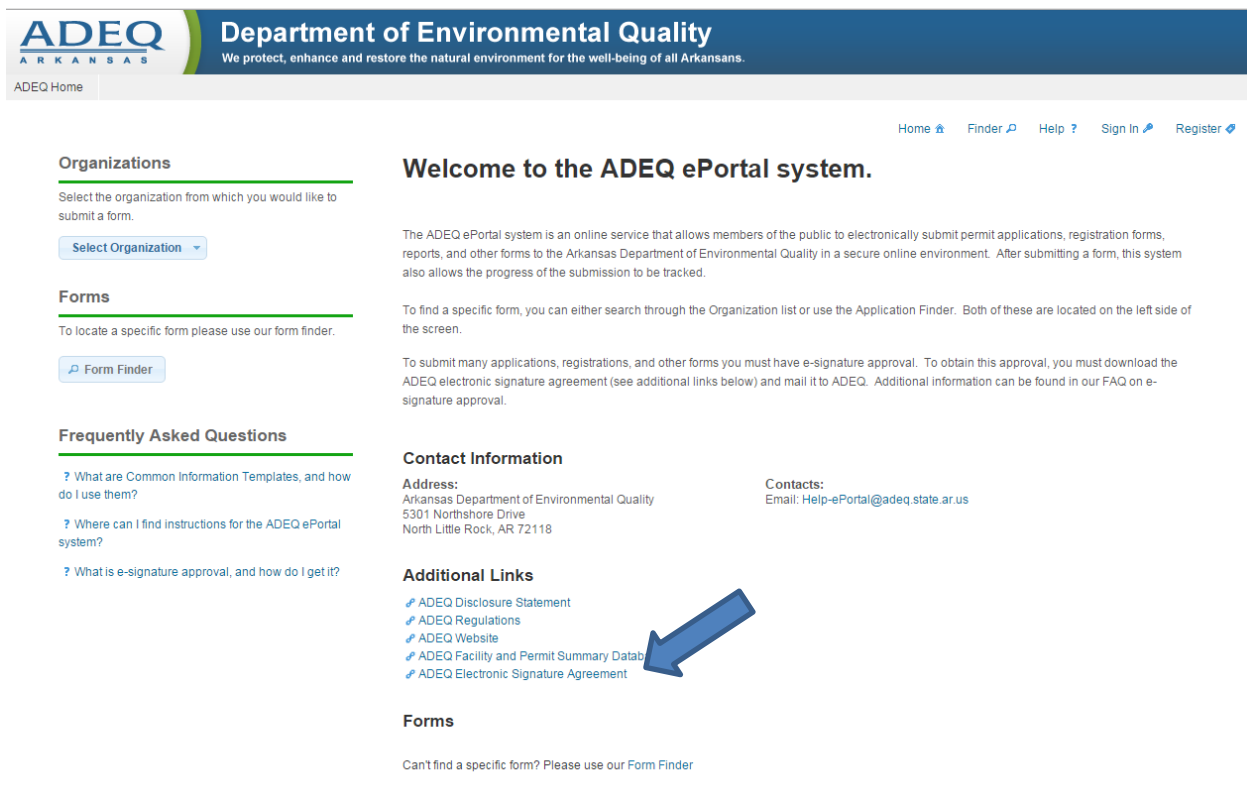 ADEQ
ARKANSAS
Department of Environmental Quality
We protect, enhance and restore the natural environment for the well-being of all Arkansans.
ADEQ Home
Home Finder Help ? Sign In Register
Organizations
Select the organization from which you would like to
submit a form.
Select Organization
Forms
To locate a specific form please use our form finder.
Form Finder
Frequently Asked Questions
? What are Common Information Templates, and how
do I use them?
? Where can I find instructions for the ADEQ ePortal
system?
? What is e-signature approval, and how do I get it?
Welcome to the ADEQ ePortal system.
The ADEQ ePortal system is an online service that allows members of the public to electronically submit permit applications, registration forms,
reports, and other forms to the Arkansas Department of Environmental Quality in a secure online environment. After submitting a form, this system
also allows the progress of the submission to be tracked.
To find a specific form, you can either search through the Organization list or use the Application Finder. Both of these are located on the left side of
the screen.
To submit many applications, registrations, and other forms you must have e-signature approval. To obtain this approval, you must download the
ADEQ electronic signature agreement (see additional links below) and mail it to ADEQ. Additional information can be found in our FAQ on e-
signature approval.
Contact Information
Address:
Arkansas Department of Environmental Quality
5301 Northshore Drive
North Little Rock, AR 72118
Contacts:
Email: Help-ePortal@adeq.state.ar.us
Additional Links
ADEQ Disclosure Statement
ADEQ Regulations
ADEQ Website
ADEQ Facility and Permit Summary
ADEQ Electronic Signature Agreement
Forms
Can't find a specific form? Please use our Form Finder